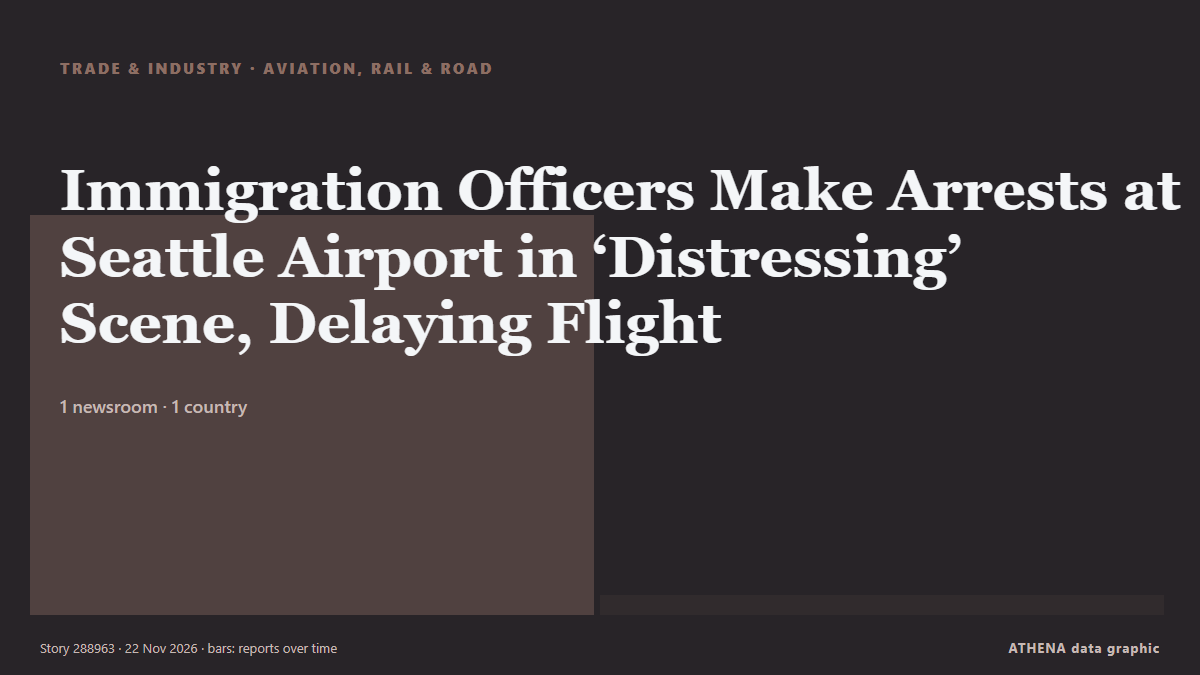 TRADE & INDUSTRY · AVIATION, RAIL & ROAD
Immigration Officers Make Arrests at
Seattle Airport in ‘Distressing’
Scene, Delaying Flight
1 newsroom · 1 country
Story 288963 · 22 Nov 2026 · bars: reports over time
ATHENA data graphic